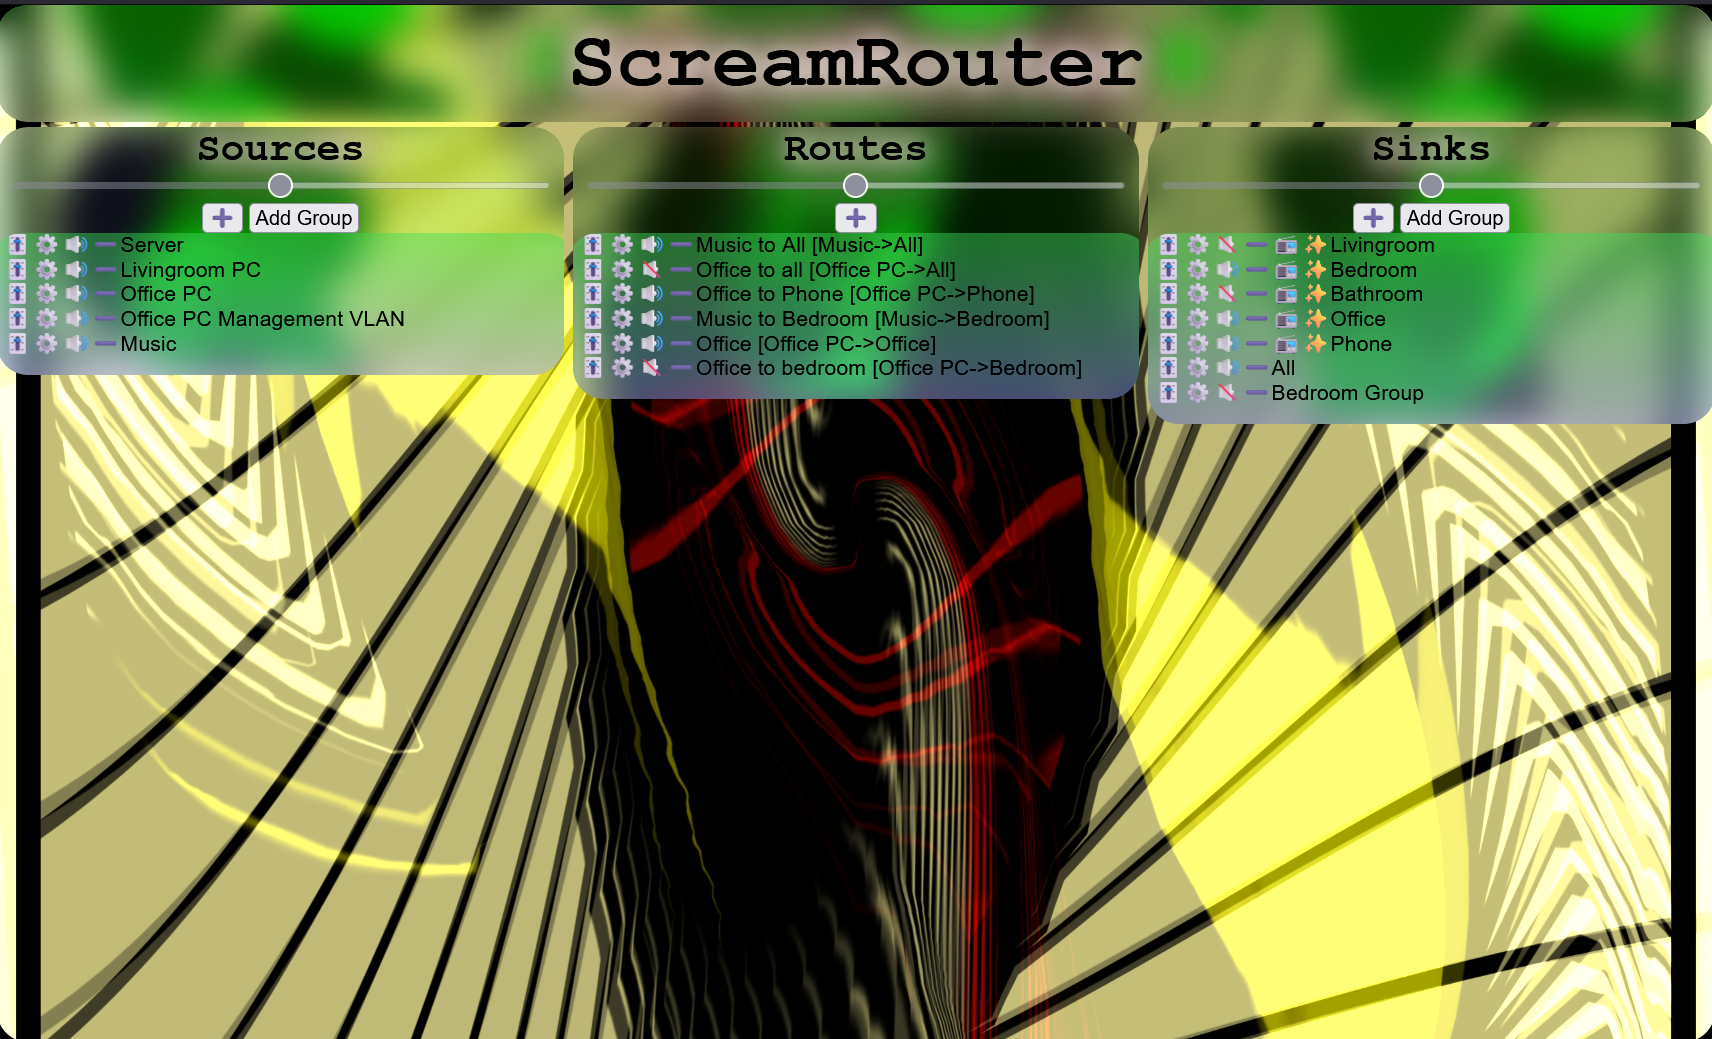 ScreamRouter
Sources
Add Group
Server
Livingroom PC
Office PC
Office PC Management VLAN
Music
Routes
Music to All [Music->All]
Office to all [Office PC->All]
Office to Phone [Office PC->Phone]
Music to Bedroom [Music->Bedroom]
Office [Office PC->Office]
Office to bedroom [Office PC->Bedroom]
Sinks
Add Group
Livingroom
Bedroom
Bathroom
Office
Phone
All
Bedroom Group